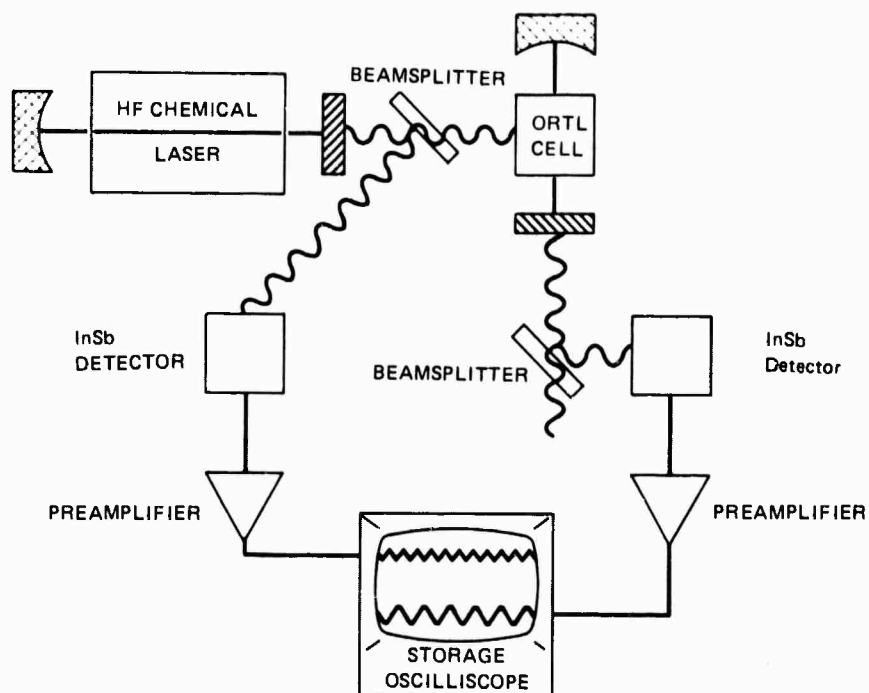 BEAMSPLITTER
HF CHEMICAL
LASER
ORTL
CELL
InSb
DETECTOR
BEAMSPLITTER
InSb
Detector
PREAMPLIFIER
PREAMPLIFIER
STORAGE
OSCILLISCOPE